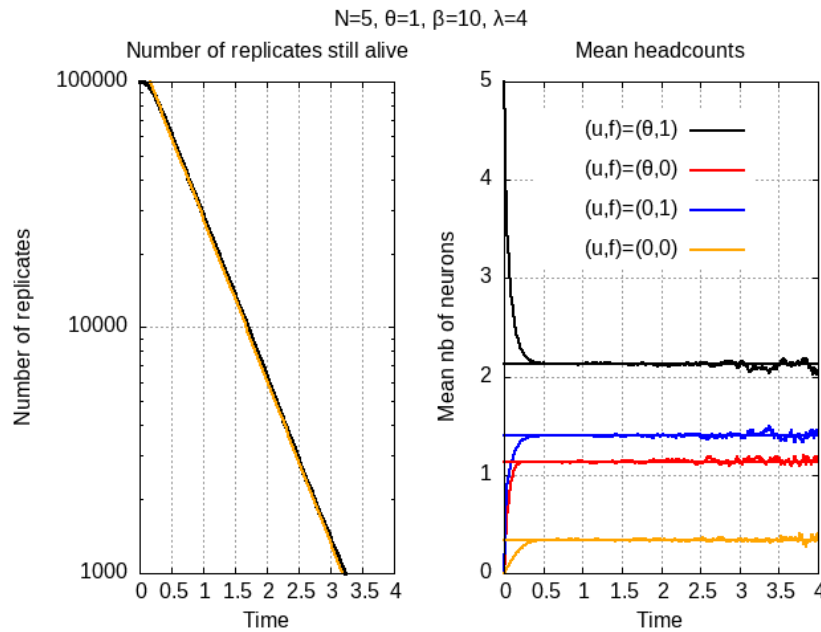 N=5, θ=1, β=10, λ=4
Number of replicates still alive
Number of replicates
100000
10000
1000
0 0.5 1 1.5 2 2.5 3 3.5 4
Time
Mean headcounts
Mean nb of neurons
5
4
3
2
1
0
(u,f)=(θ,1)
(u,f)=(θ,0)
(u,f)=(0,1)
(u,f)=(0,0)
0 0.5 1 1.5 2 2.5 3 3.5 4
Time